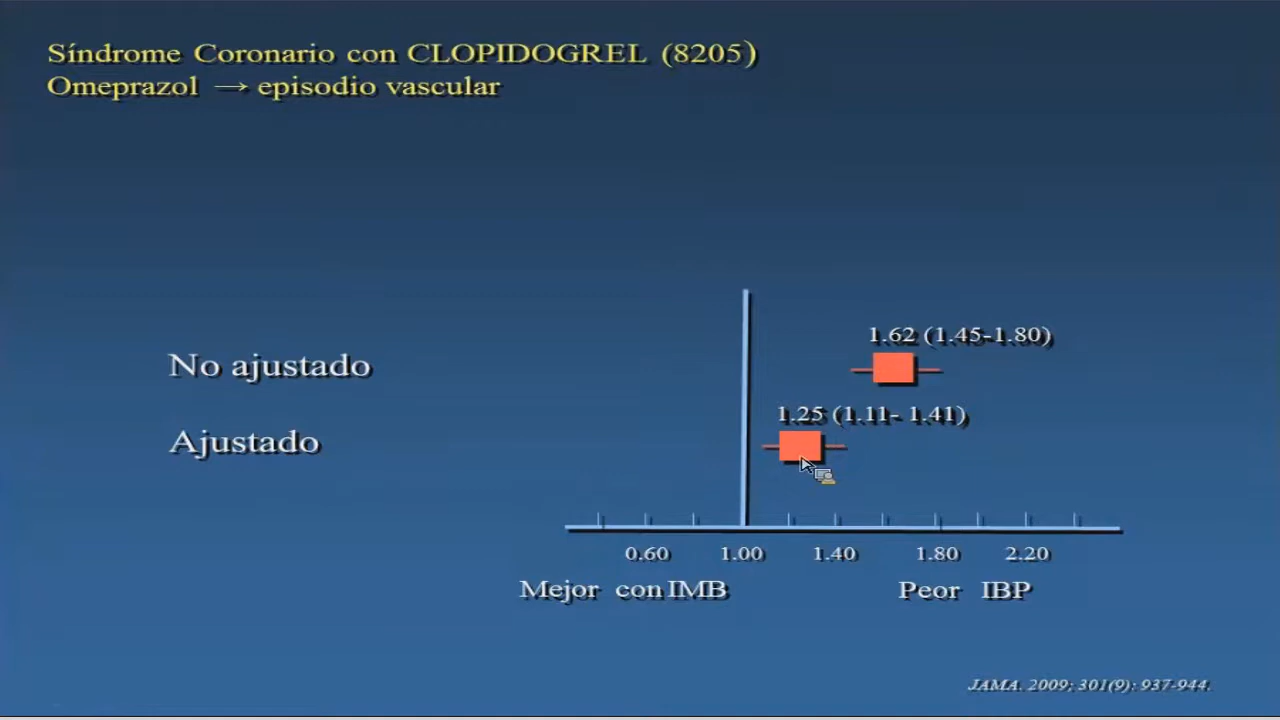 Síndrome Coronario con CLOPIDOGREL (8205)
Omeprazol → episodio vascular
1.62 (1.45-1.80)
No ajustado
1.25 (1.11- 1.41)
Ajustado
0.60 1.00 1.40 1.80 2.20
Mejor con IMB Peor IBP
JAMA. 2009; 301(9): 937-944.